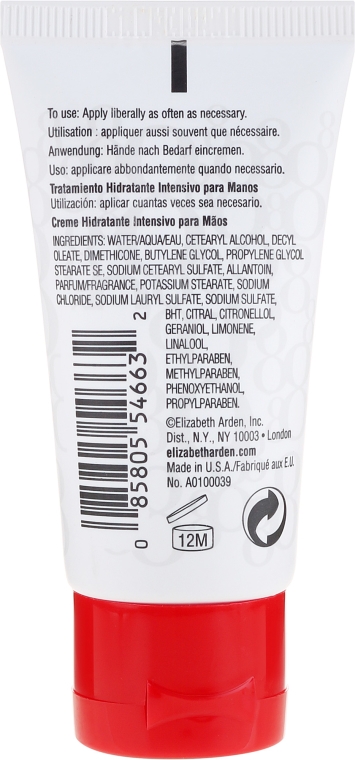 To use: Apply liberally as often as necessary.
Utilisation : appliquer aussi souvent que nécessaire.
Anwendung: Hände nach Bedarf eincremen.
Uso: applicare abbondantemente quando necessario.
Tratamiento Hidratante Intensivo para Manos
Utilización: aplicar cuantas veces sea necesario.
Creme Hidratante Intensivo para Mãos
INGREDIENTS: WATER/AQUA/EAU, CETEARYL ALCOHOL, DECYL
OLEATE, DIMETHICONE, BUTYLENE GLYCOL, PROPYLENE GLYCOL
STEARATE SE, SODIUM CETEARYL SULFATE, ALLANTOIN,
PARFUM/FRAGRANCE, POTASSIUM STEARATE, SODIUM
CHLORIDE, SODIUM LAURYL SULFATE, SODIUM SULFATE,
BHT, CITRAL, CITRONELLOL,
GERANIOL, LIMONENE,
LINALOOL,
ETHYLPARABEN,
METHYLPARABEN,
PHENOXYETHANOL,
PROPYLPARABEN.
©Elizabeth Arden, Inc.
Dist., N.Y., NY 10003 • London
elizabetharden.com
Made in U.S.A./Fabriqué aux E.U.
No. A0100039
0 85805 54663 2
12M